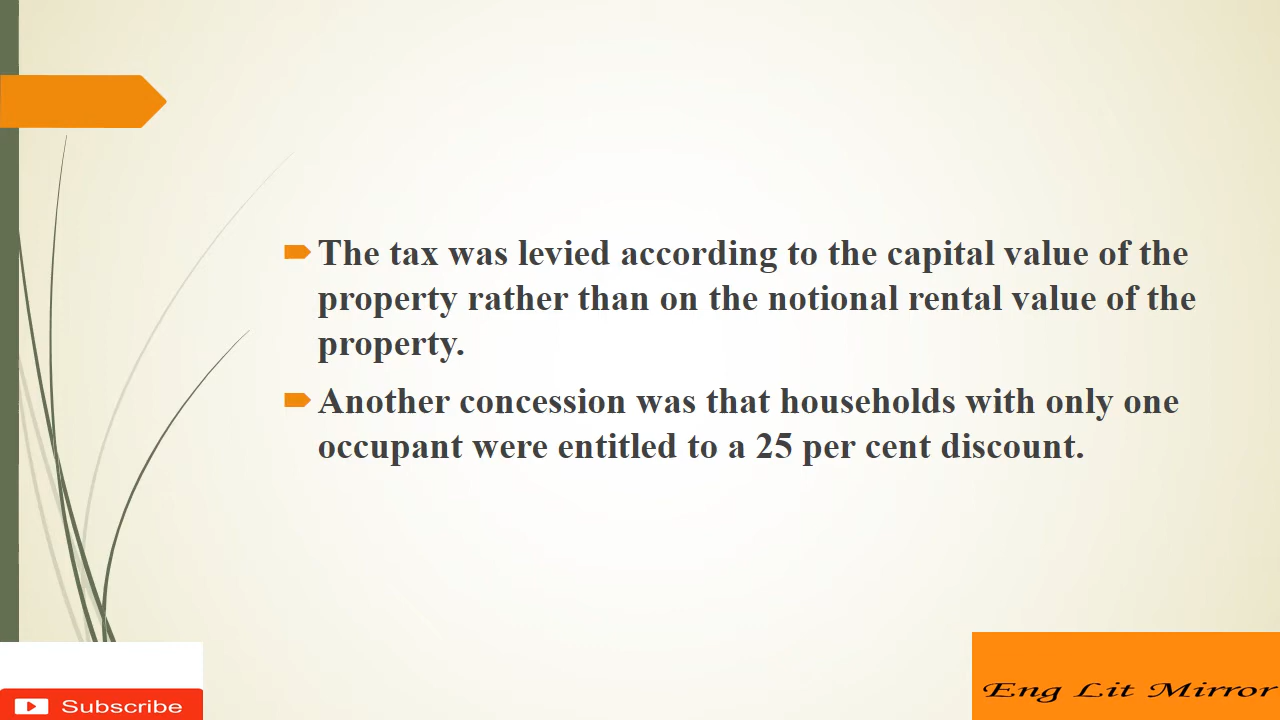 The tax was levied according to the capital value of the
property rather than on the notional rental value of the
property.
Another concession was that households with only one
occupant were entitled to a 25 per cent discount.
Subscribe
Eng Lit Mirror